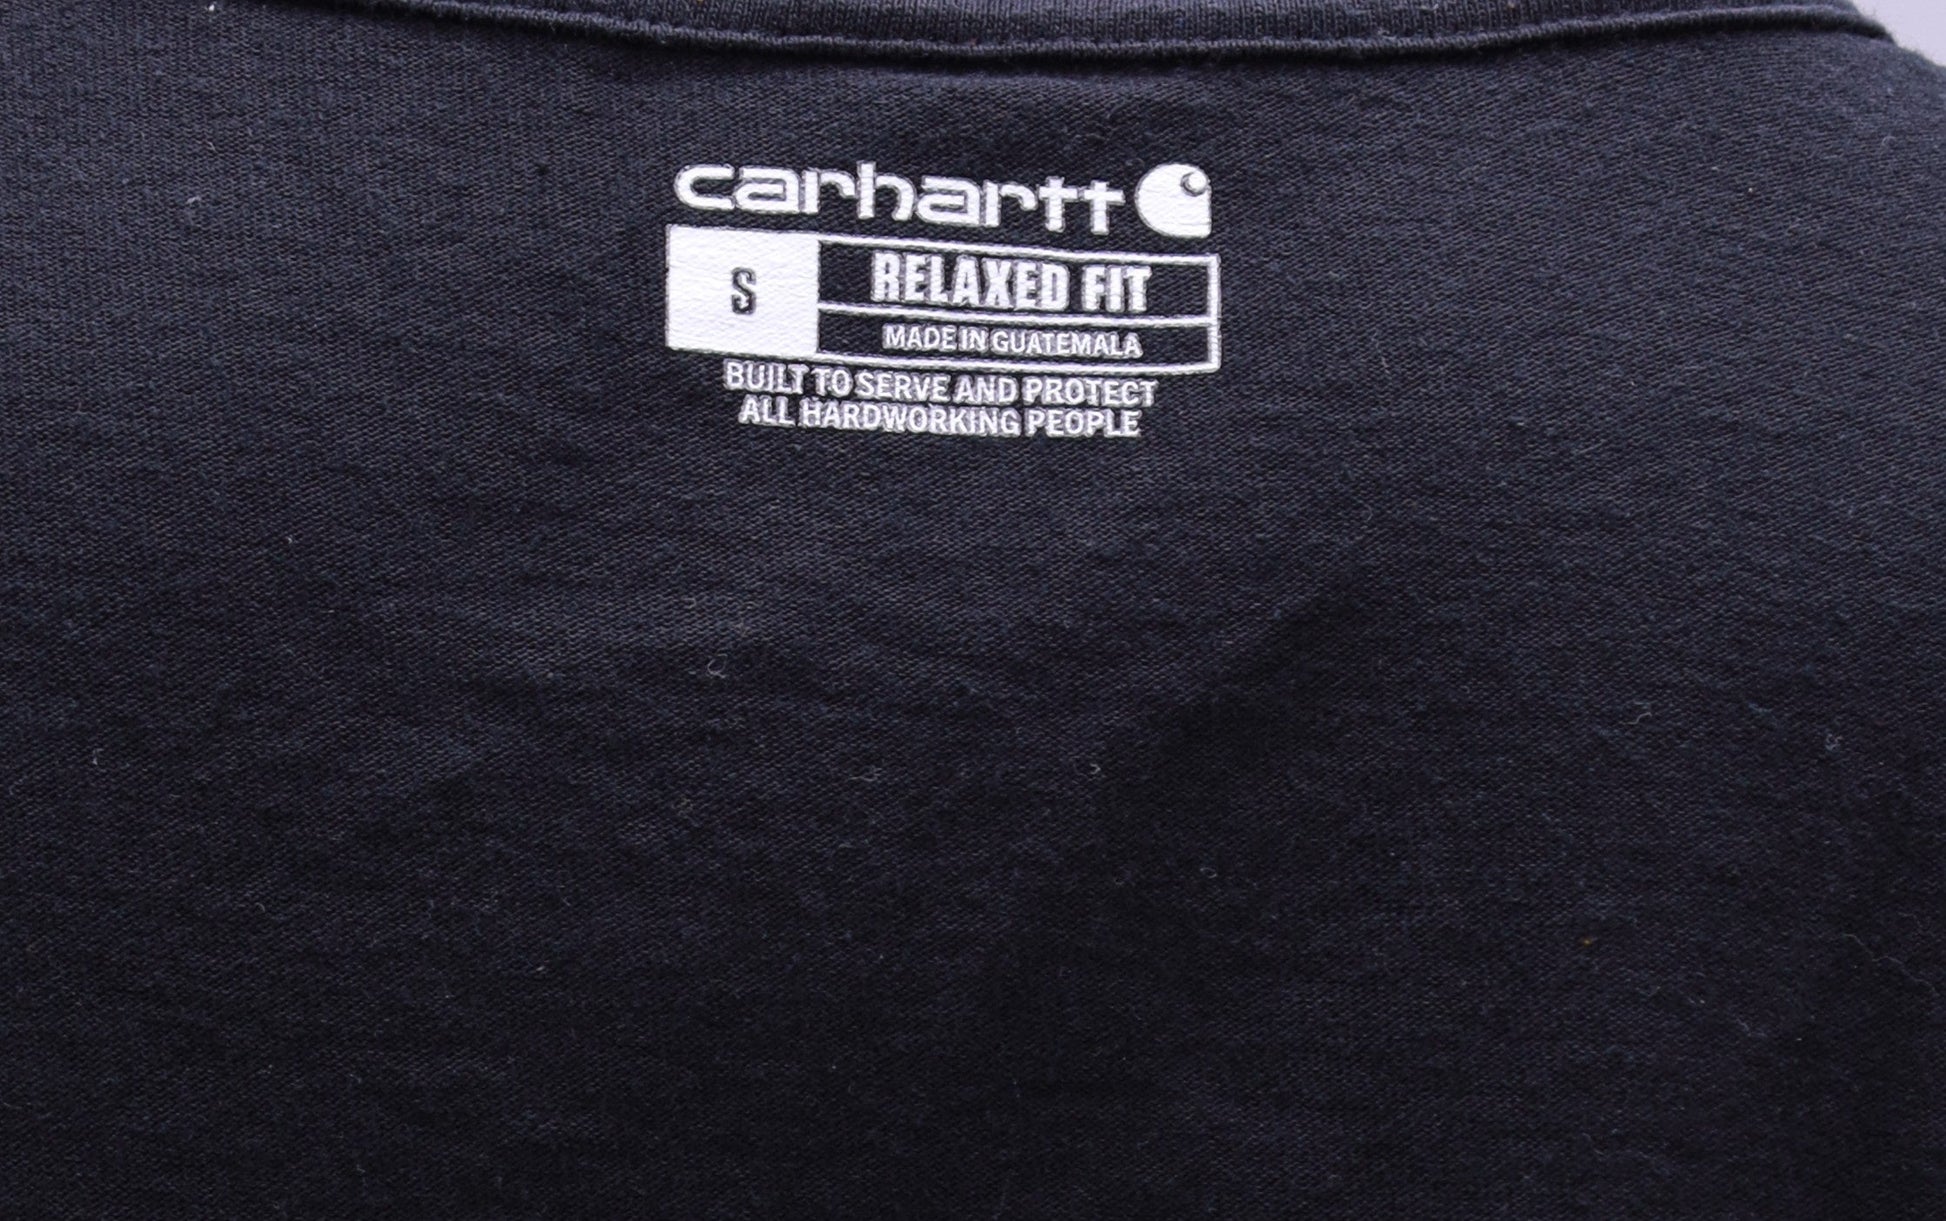 carhartt
S RELAXED FIT
MADE IN GUATEMALA
BUILT TO SERVE AND PROTECT
ALL HARDWORKING PEOPLE